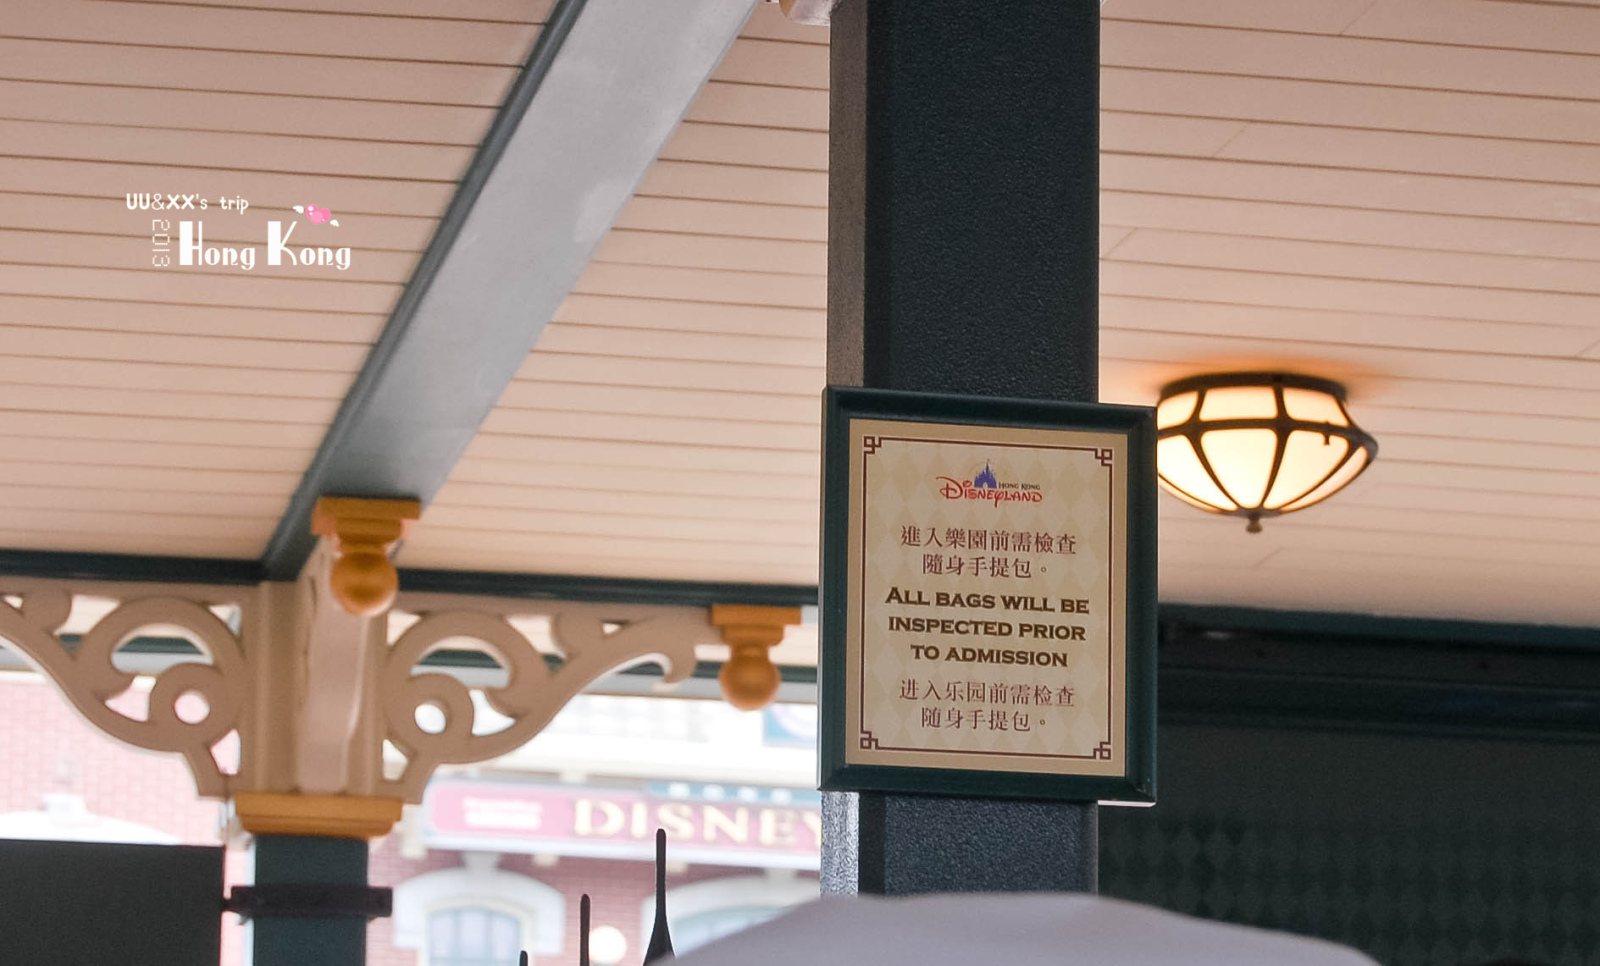 UU&XX's trip
2013
Hong Kong
HONG KONG
DISNEYLAND
進入樂園前需檢查
隨身手提包。
ALL BAGS WILL BE
INSPECTED PRIOR
TO ADMISSION
进入乐园前需检查
随身手提包。
DISNEY